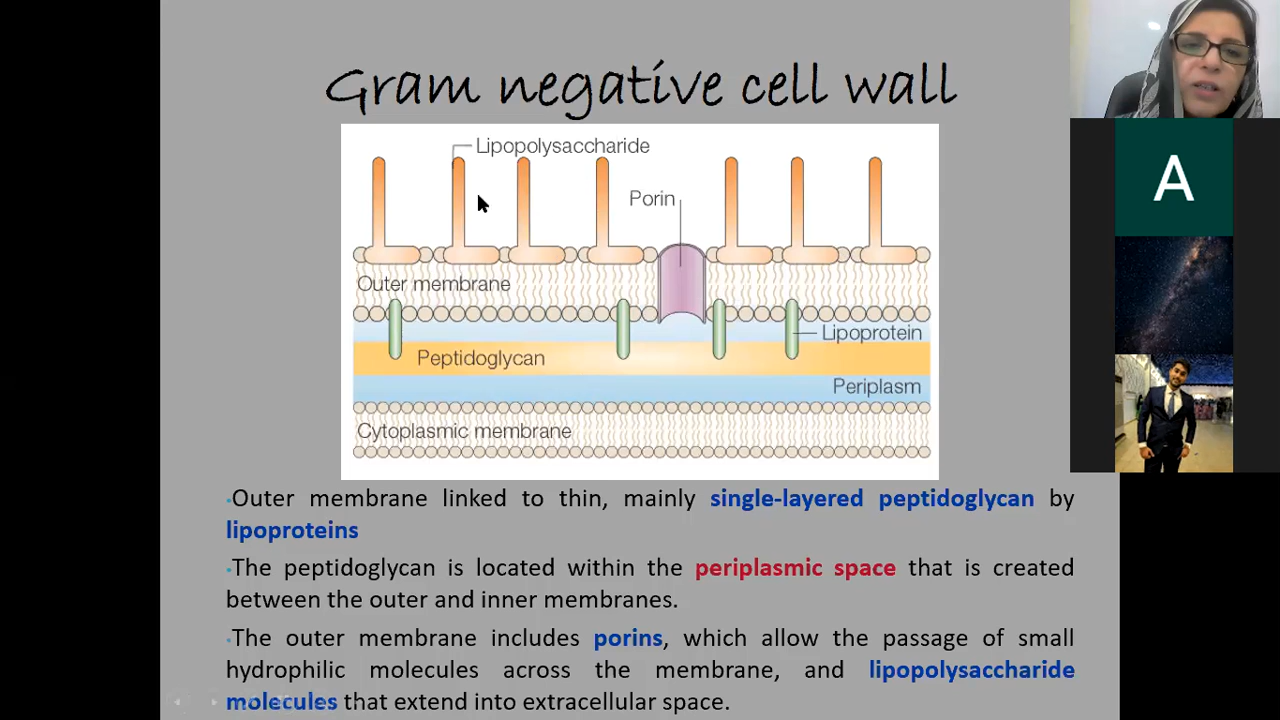 Gram negative cell wall
Lipopolysaccharide
Porin
Outer membrane
Lipoprotein
Peptidoglycan
Periplasm
Cytoplasmic membrane
•Outer membrane linked to thin, mainly single-layered peptidoglycan by
lipoproteins
•The peptidoglycan is located within the periplasmic space that is created
between the outer and inner membranes.
•The outer membrane includes porins, which allow the passage of small
hydrophilic molecules across the membrane, and lipopolysaccharide
molecules that extend into extracellular space.
A